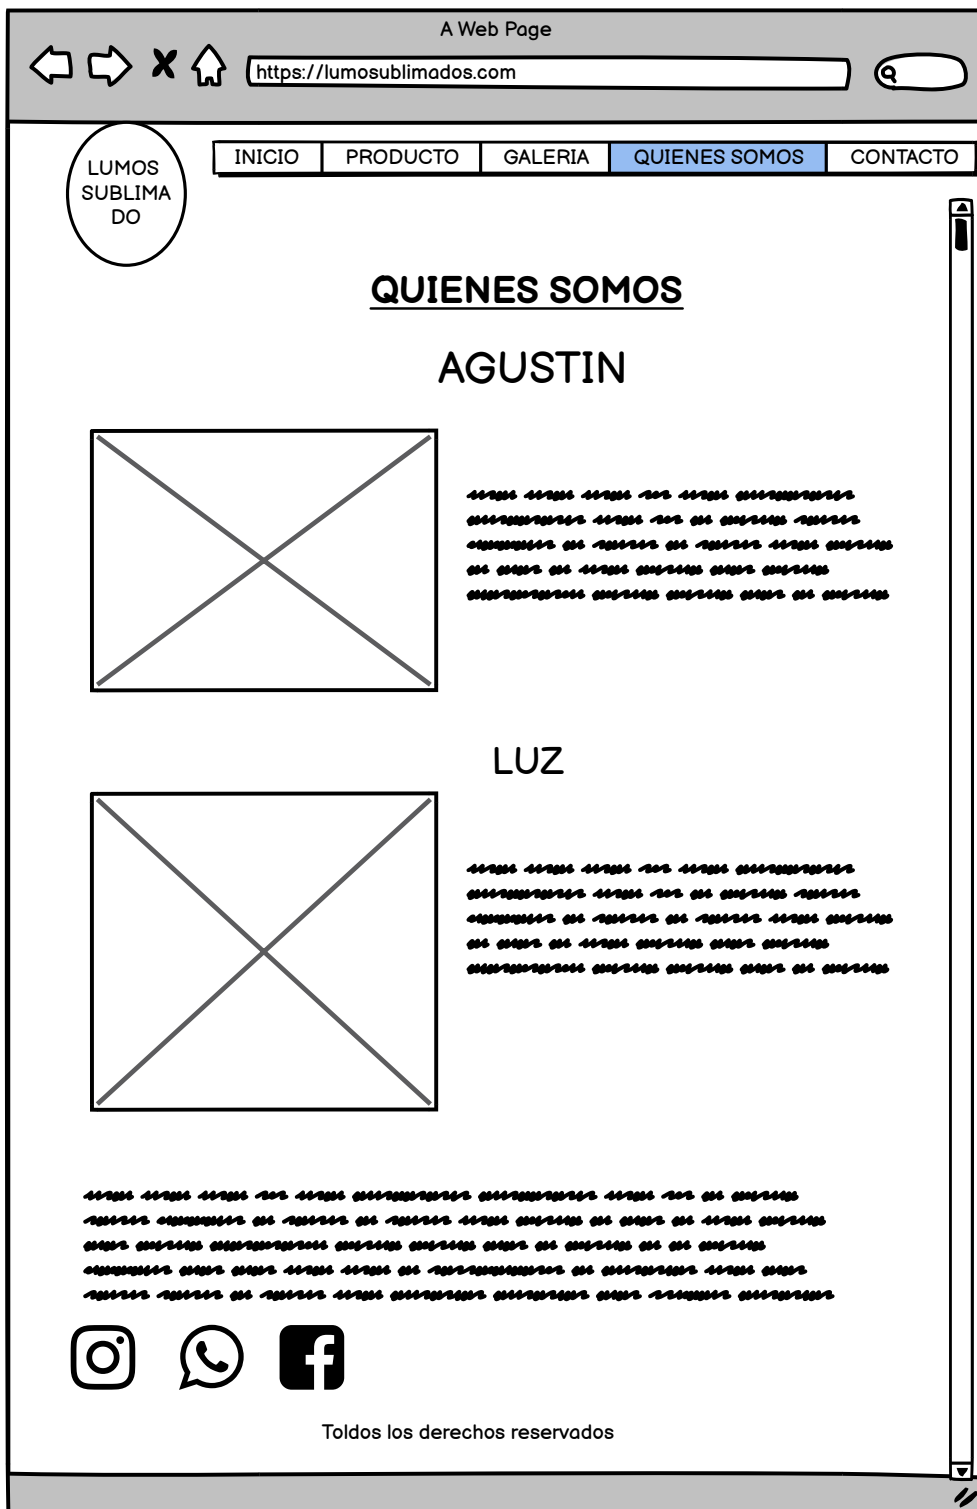 A Web Page
https://lumosublimados.com
LUMOS
SUBLIMA
DO
INICIO PRODUCTO GALERIA QUIENES SOMOS CONTACTO
QUIENES SOMOS
AGUSTIN
LUZ
Toldos los derechos reservados